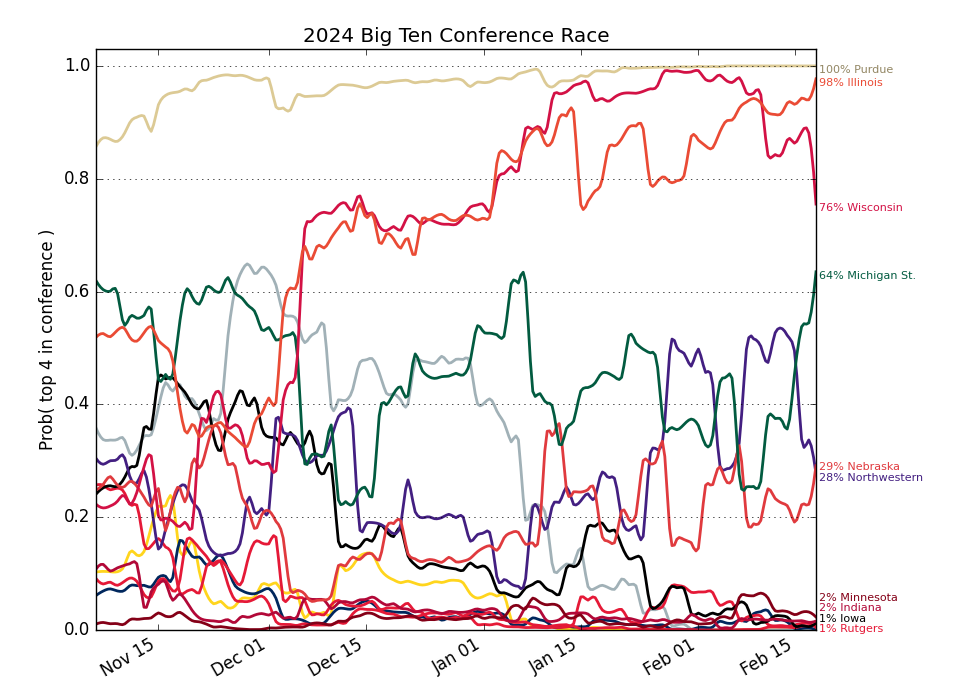 2024 Big Ten Conference Race
Prob( top 4 in conference )
1.0
0.8
0.6
0.4
0.2
0.0
100% Purdue
98% Illinois
76% Wisconsin
64% Michigan St.
29% Nebraska
28% Northwestern
2% Minnesota
2% Indiana
1% Iowa
1% Rutgers
Nov 15
Dec 01
Dec 15
Jan 01
Jan 15
Feb 01
Feb 15